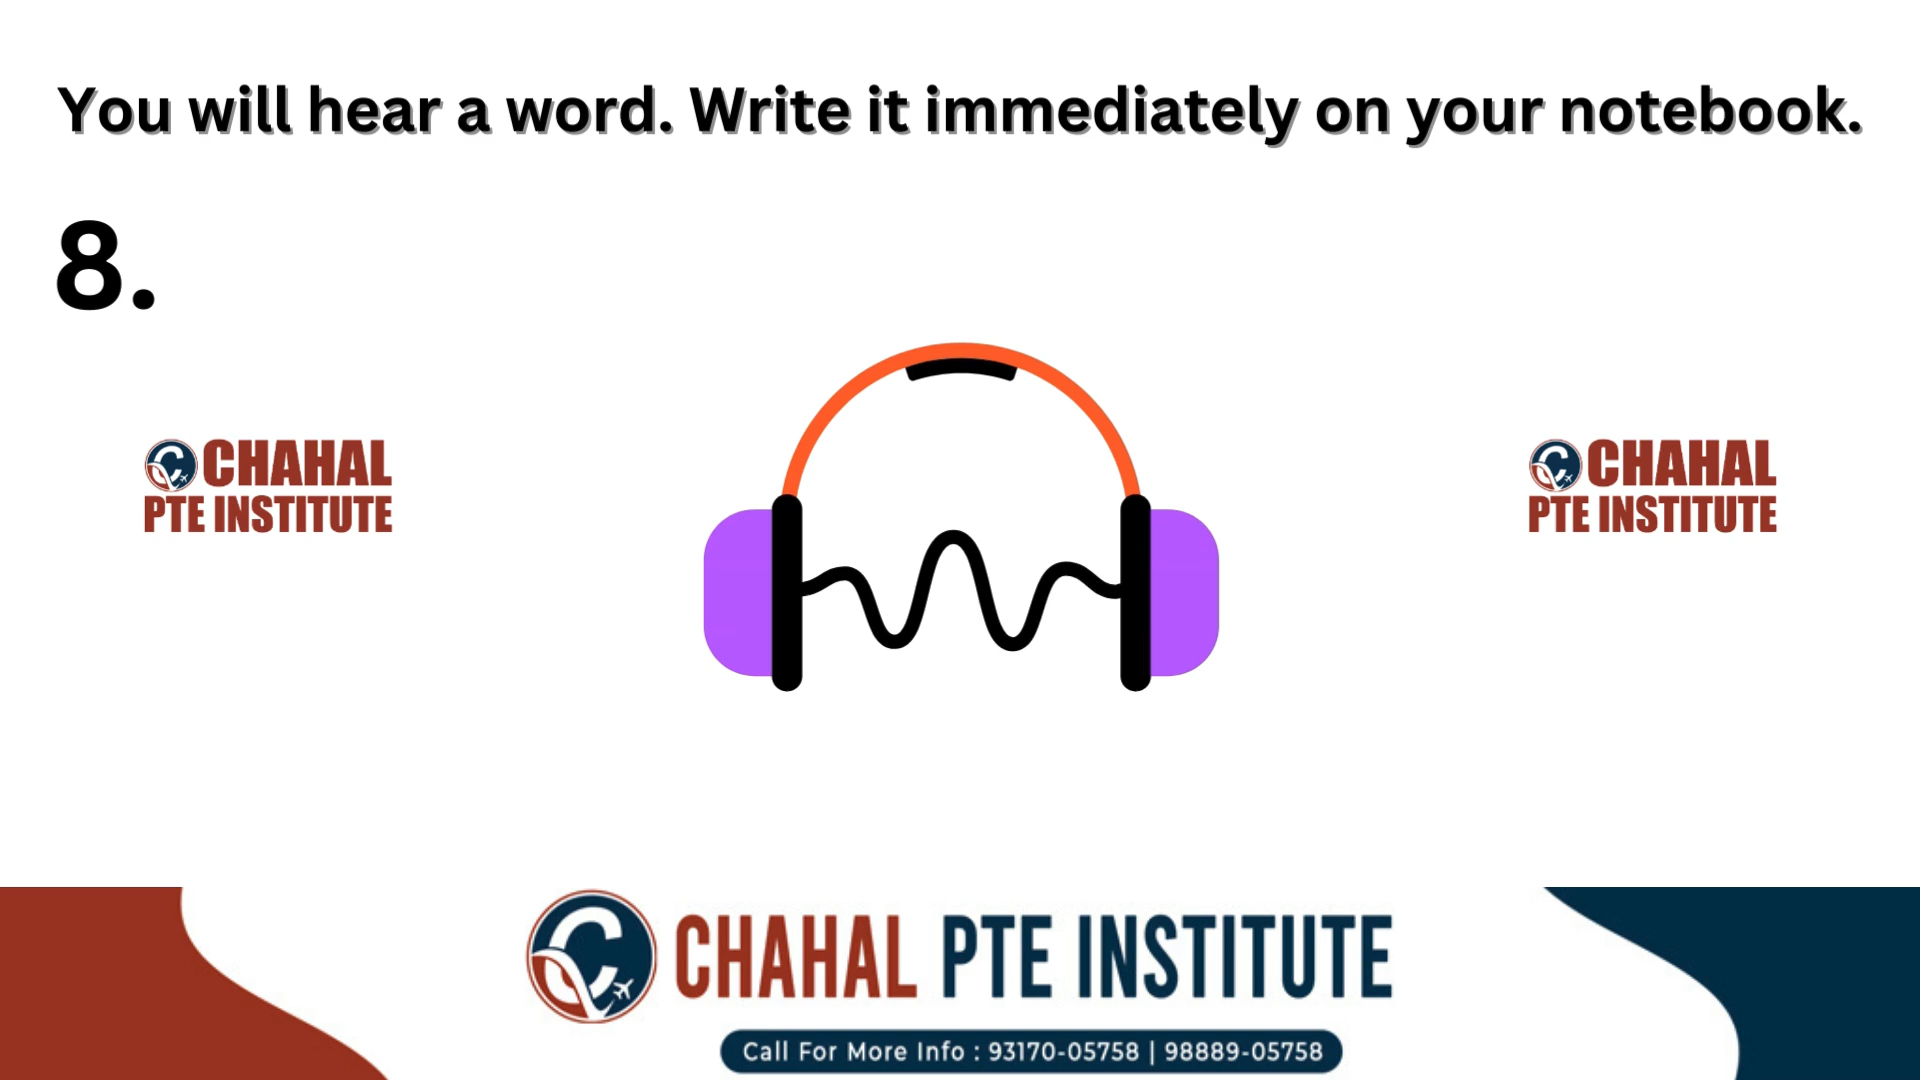 You will hear a word. Write it immediately on your notebook.
8.
CHAHAL
PTE INSTITUTE
CHAHAL
PTE INSTITUTE
CHAHAL PTE INSTITUTE
Call For More Info : 93170-05758 | 98889-05758